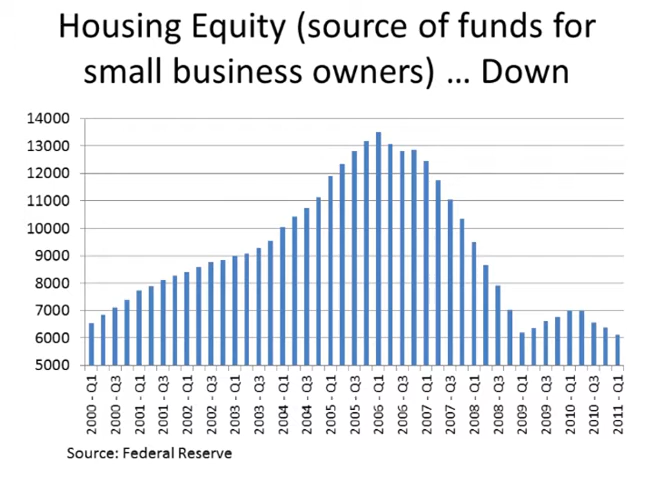 Housing Equity (source of funds for
small business owners) … Down
14000
13000
12000
11000
10000
9000
8000
7000
6000
5000
2000 - Q1
2000 - Q3
2001 - Q1
2001 - Q3
2002 - Q1
2002 - Q3
2003 - Q1
2003 - Q3
2004 - Q1
2004 - Q3
2005 - Q1
2005 - Q3
2006 - Q1
2006 - Q3
2007 - Q1
2007 - Q3
2008 - Q1
2008 - Q3
2009 - Q1
2009 - Q3
2010 - Q1
2010 - Q3
2011 - Q1
Source: Federal Reserve